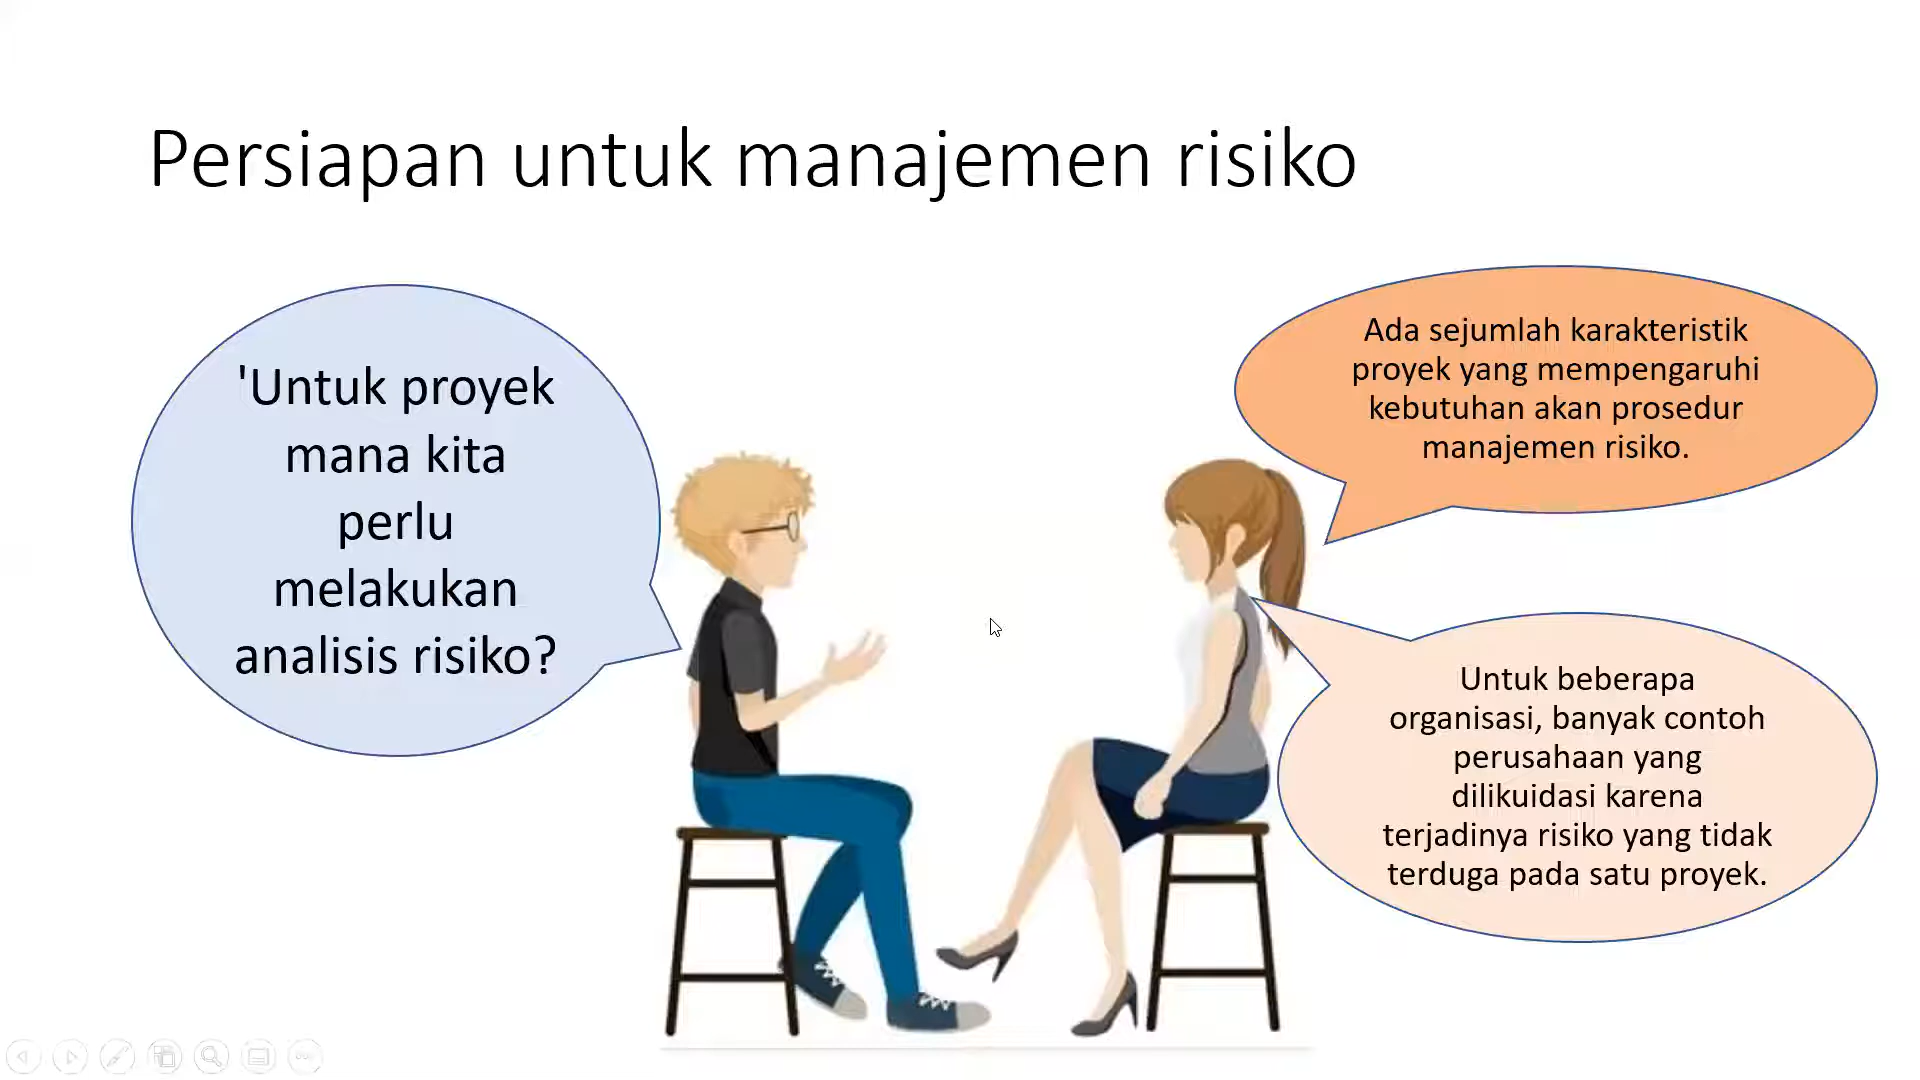 Persiapan untuk manajemen risiko
'Untuk proyek
mana kita
perlu
melakukan
analisis risiko?
Ada sejumlah karakteristik
proyek yang mempengaruhi
kebutuhan akan prosedur
manajemen risiko.
Untuk beberapa
organisasi, banyak contoh
perusahaan yang
dilikuidasi karena
terjadinya risiko yang tidak
terduga pada satu proyek.